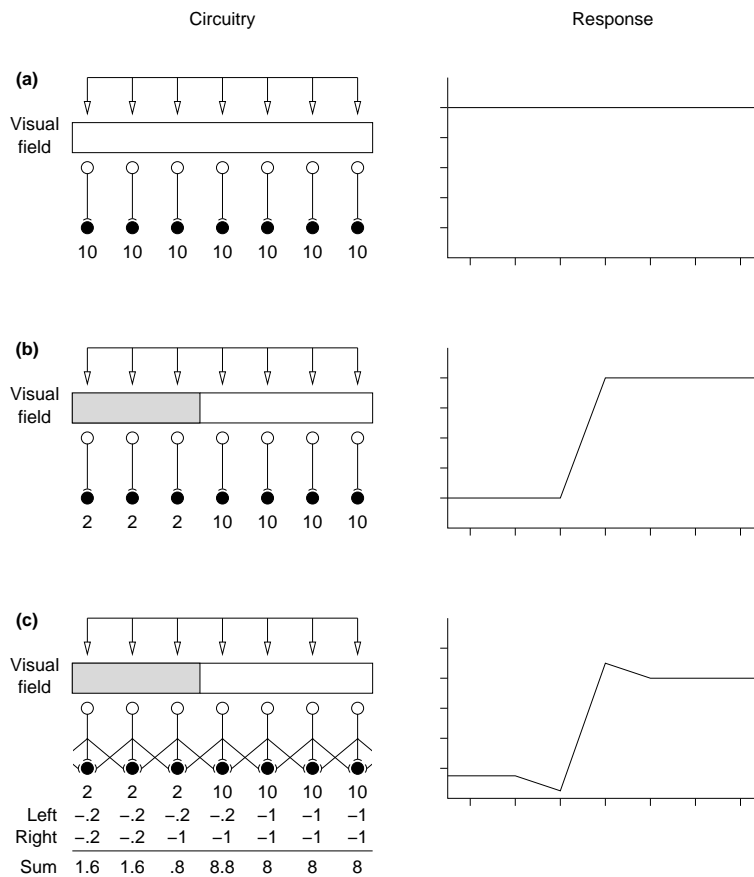 Circuitry Response
(a)
Visual
field
10 10 10 10 10 10 10
(b)
Visual
field
2 2 2 10 10 10 10
(c)
Visual
field
2 2 2 10 10 10 10
Left −.2 −.2 −.2 −.2 −1 −1 −1
Right −.2 −.2 −1 −1 −1 −1 −1
Sum 1.6 1.6 .8 8.8 8 8 8